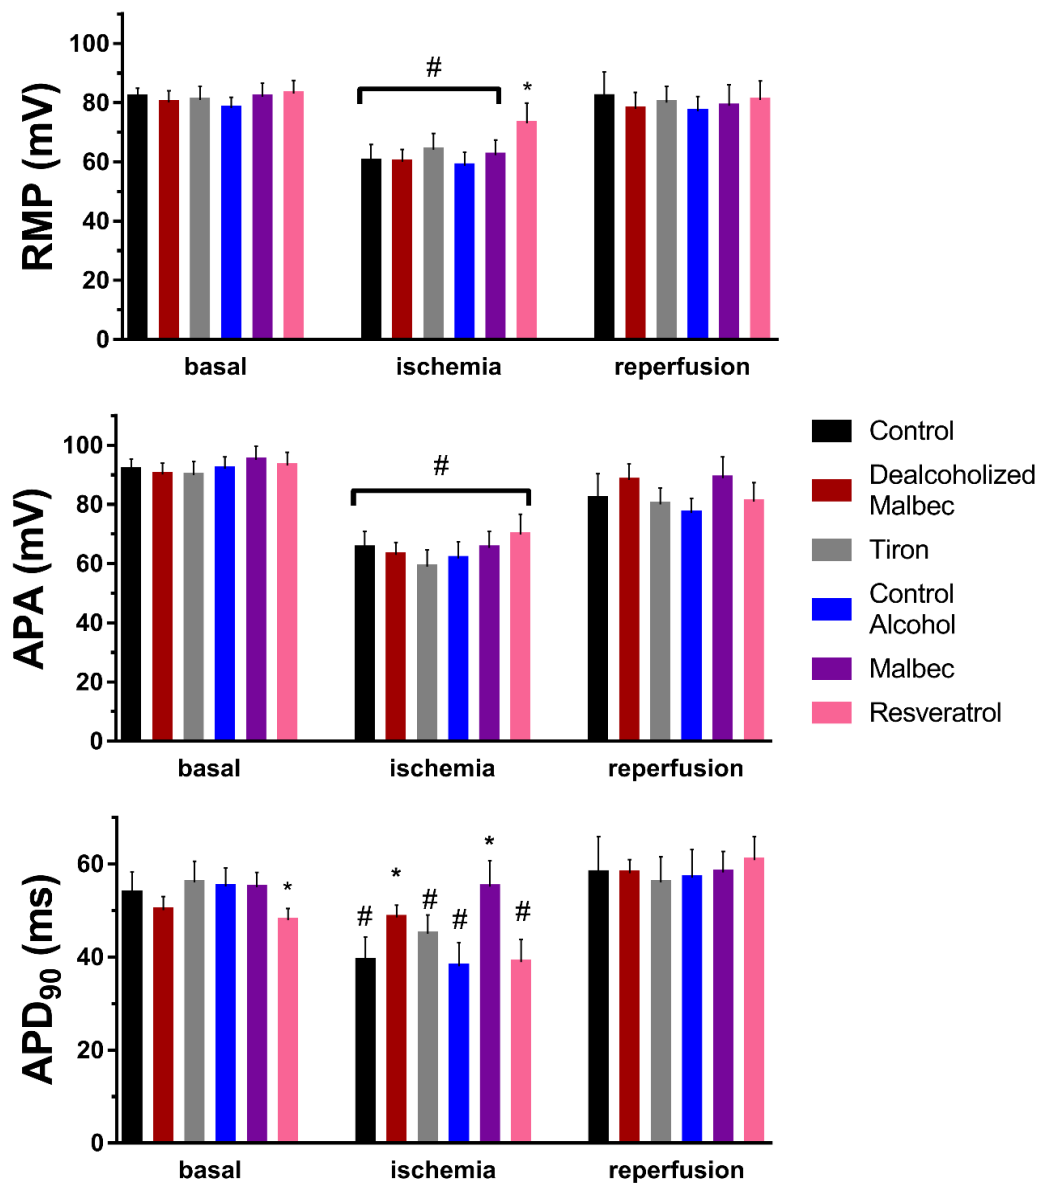 RMP (mV)
100
80
60
40
20
0
#
*
basal ischemia reperfusion
APA (mV)
100
80
60
40
20
0
#
basal ischemia reperfusion
Control
Dealcoholized
Malbec
Tiron
Control
Alcohol
Malbec
Resveratrol
APD90 (ms)
60
40
20
0
*
# * # # * #
basal ischemia reperfusion